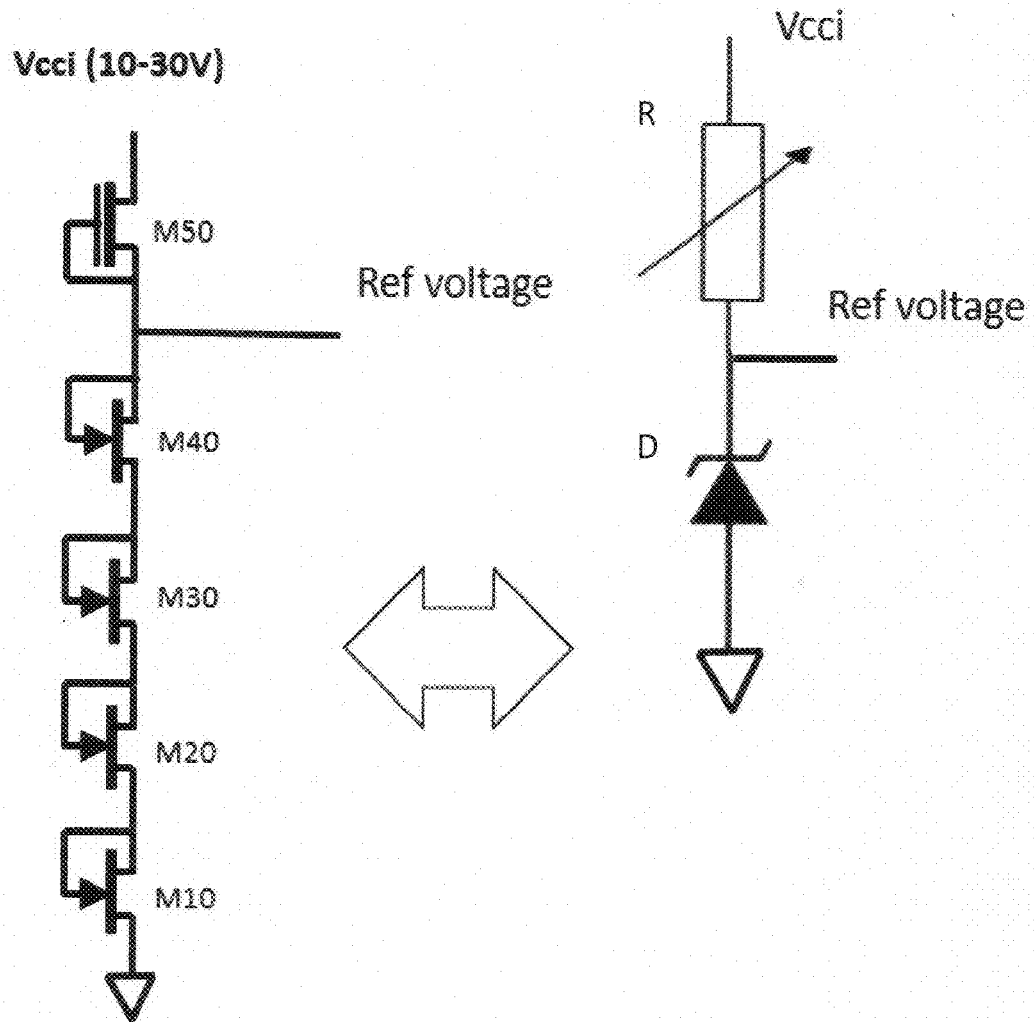 Vcci (10-30V)
M50
Ref voltage
M40
M30
M20
M10
Vcci
R
Ref voltage
D